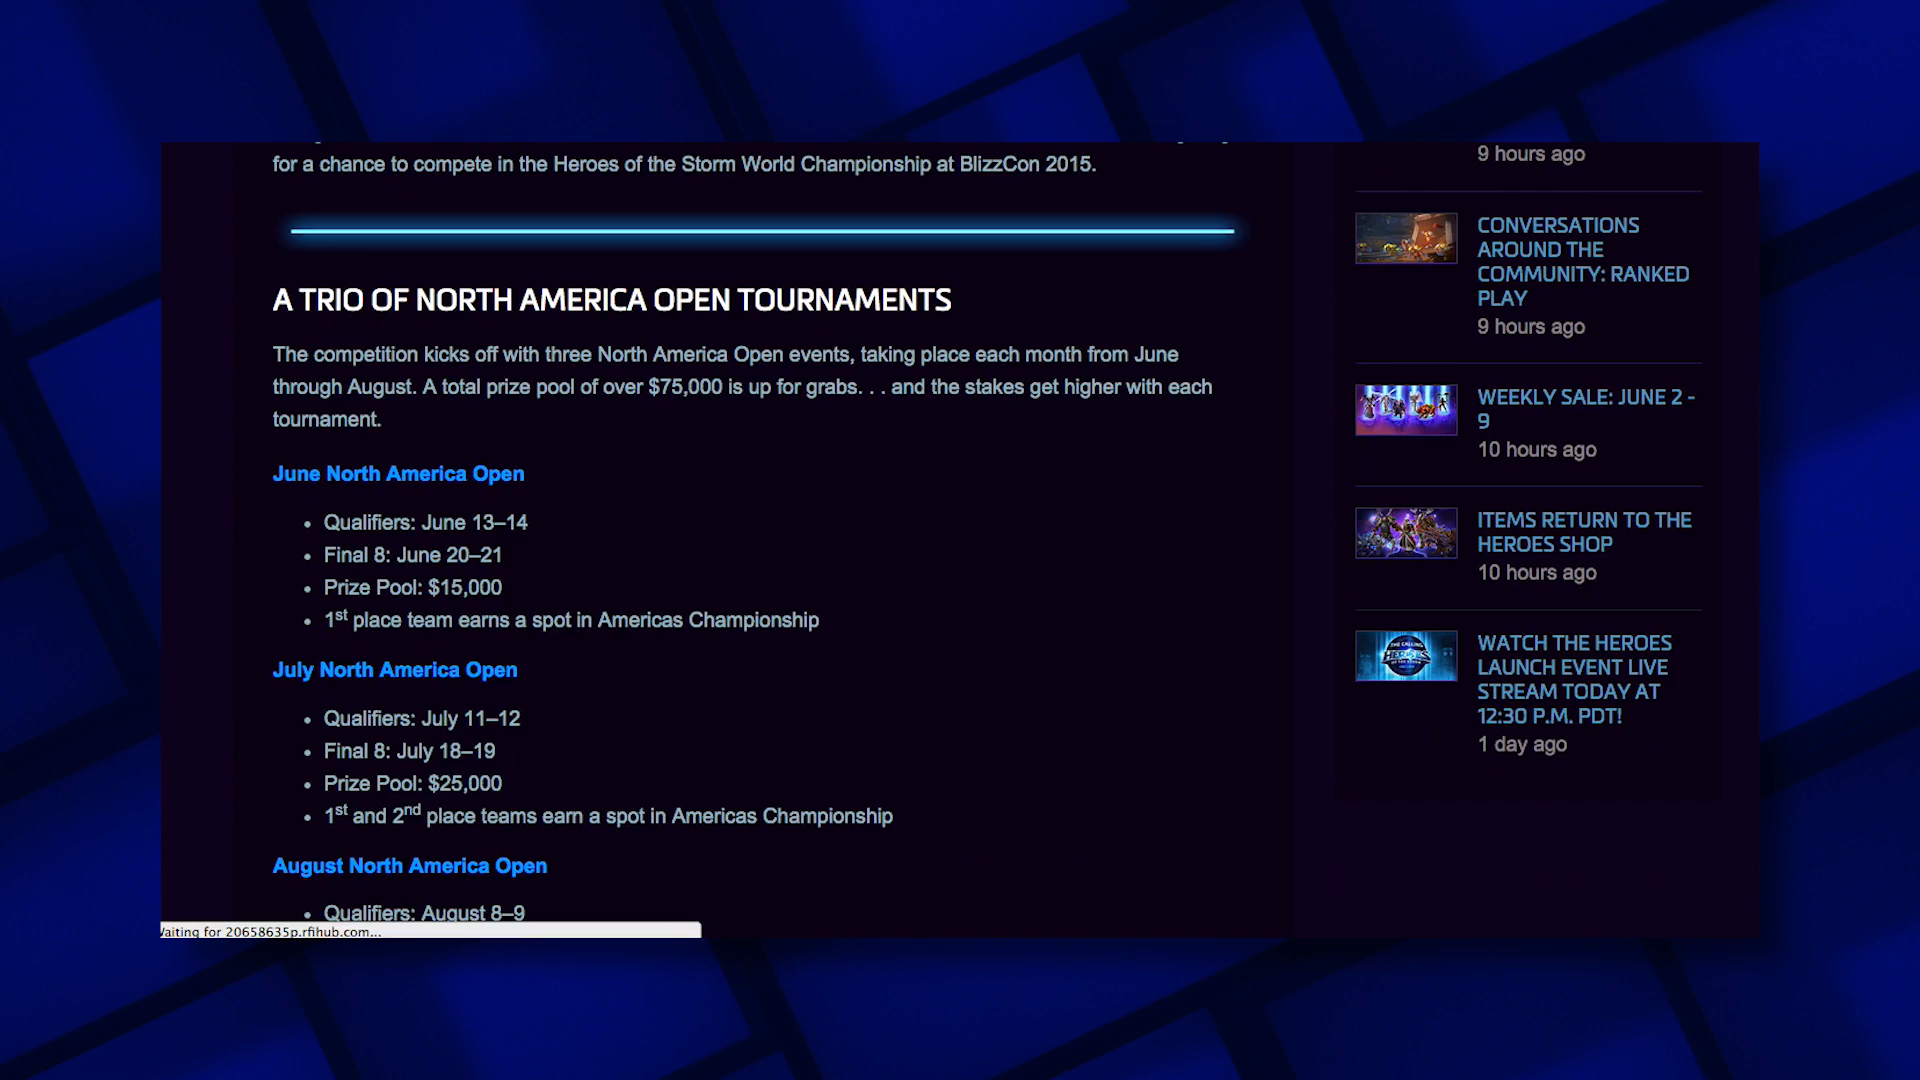 for a chance to compete in the Heroes of the Storm World Championship at BlizzCon 2015.
A TRIO OF NORTH AMERICA OPEN TOURNAMENTS
The competition kicks off with three North America Open events, taking place each month from June
through August. A total prize pool of over $75,000 is up for grabs. . . and the stakes get higher with each
tournament.
June North America Open
• Qualifiers: June 13–14
• Final 8: June 20–21
• Prize Pool: $15,000
• 1st place team earns a spot in Americas Championship
July North America Open
• Qualifiers: July 11–12
• Final 8: July 18–19
• Prize Pool: $25,000
• 1st and 2nd place teams earn a spot in Americas Championship
August North America Open
• Qualifiers: August 8–9
Waiting for 20658635p.rfihub.com...
9 hours ago
CONVERSATIONS
AROUND THE
COMMUNITY: RANKED
PLAY
9 hours ago
WEEKLY SALE: JUNE 2 -
9
10 hours ago
ITEMS RETURN TO THE
HEROES SHOP
10 hours ago
HEROES
WATCH THE HEROES
LAUNCH EVENT LIVE
STREAM TODAY AT
12:30 P.M. PDT!
1 day ago